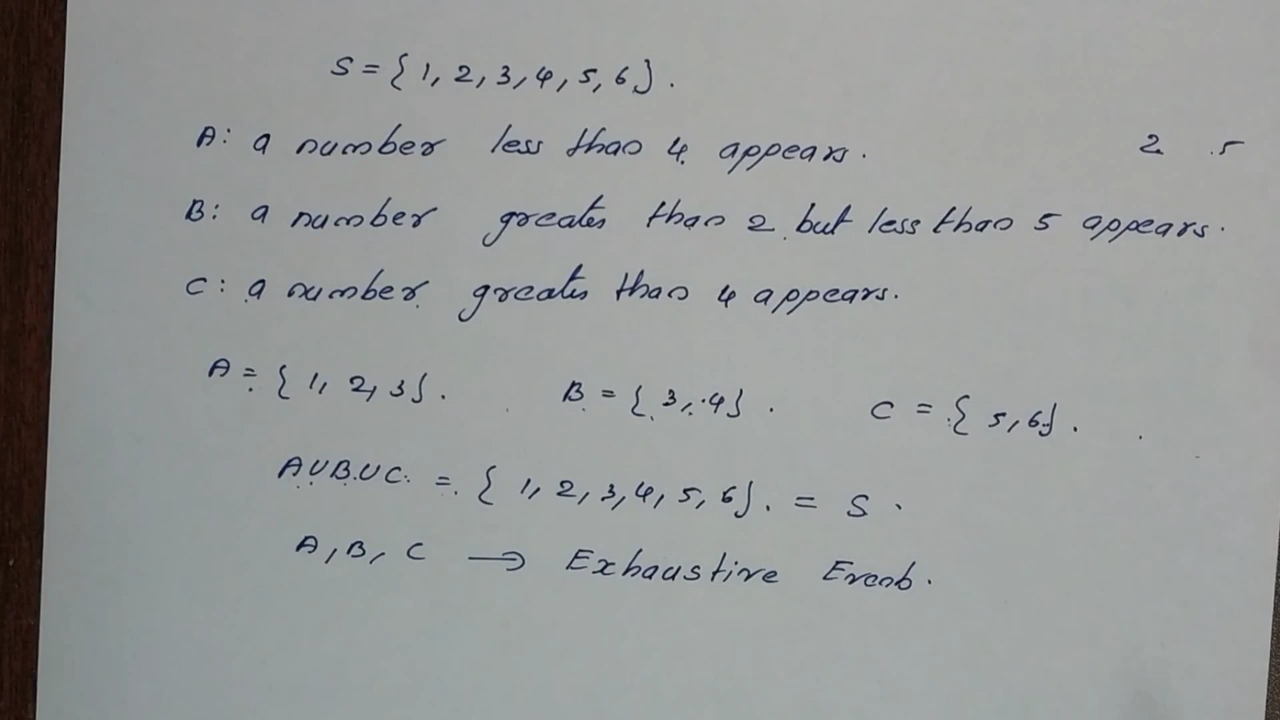 S = { 1, 2, 3, 4, 5, 6 }.
A: a number less than 4 appears.
2 5
B: a number greater than 2 but less than 5 appears.
C: a number greater than 4 appears.
A = { 1, 2, 3 }. B = { 3, 4 }. C = { 5, 6 }.
A∪B∪C = { 1, 2, 3, 4, 5, 6 }. = S.
A, B, C → Exhaustive Event.